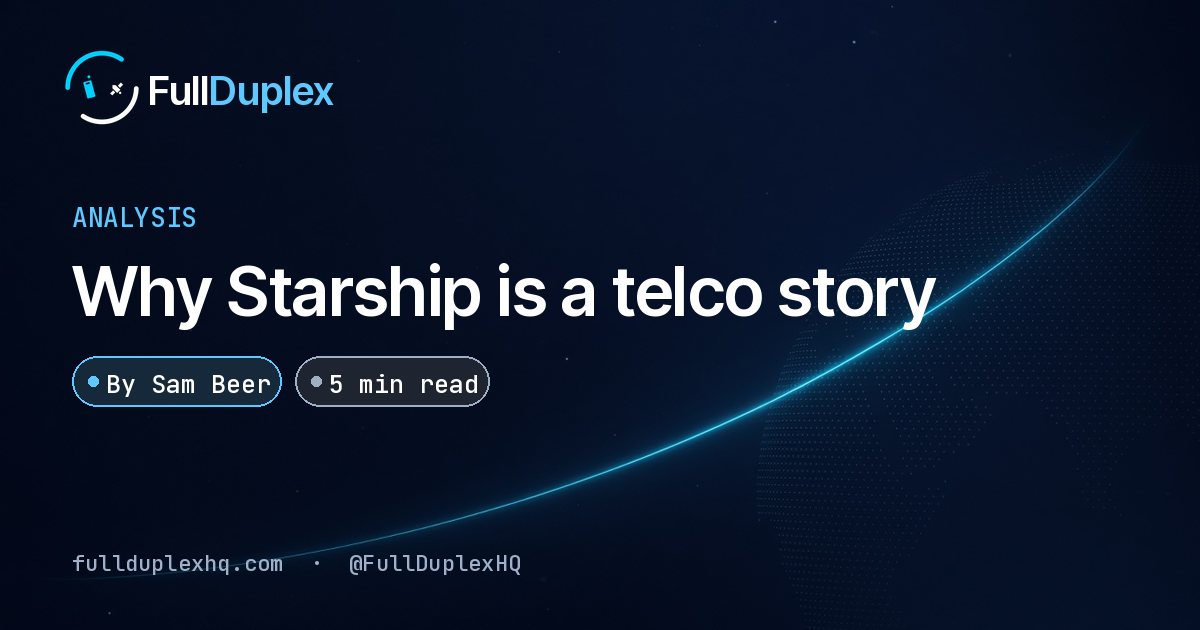 FullDuplex
ANALYSIS
Why Starship is a telco story
By Sam Beer
5 min read
fullduplexhq.com · @FullDuplexHQ